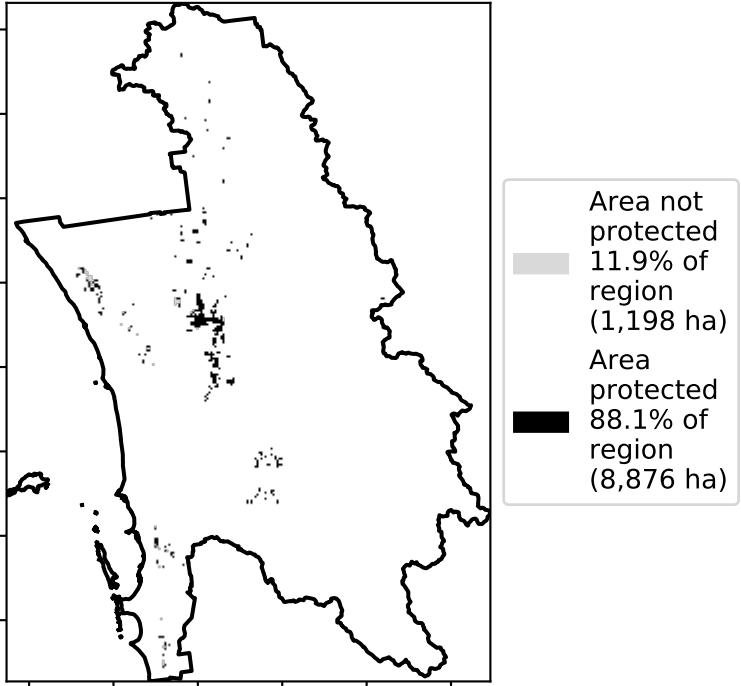 Area not
protected
11.9% of
region
(1,198 ha)
Area
protected
88.1% of
region
(8,876 ha)